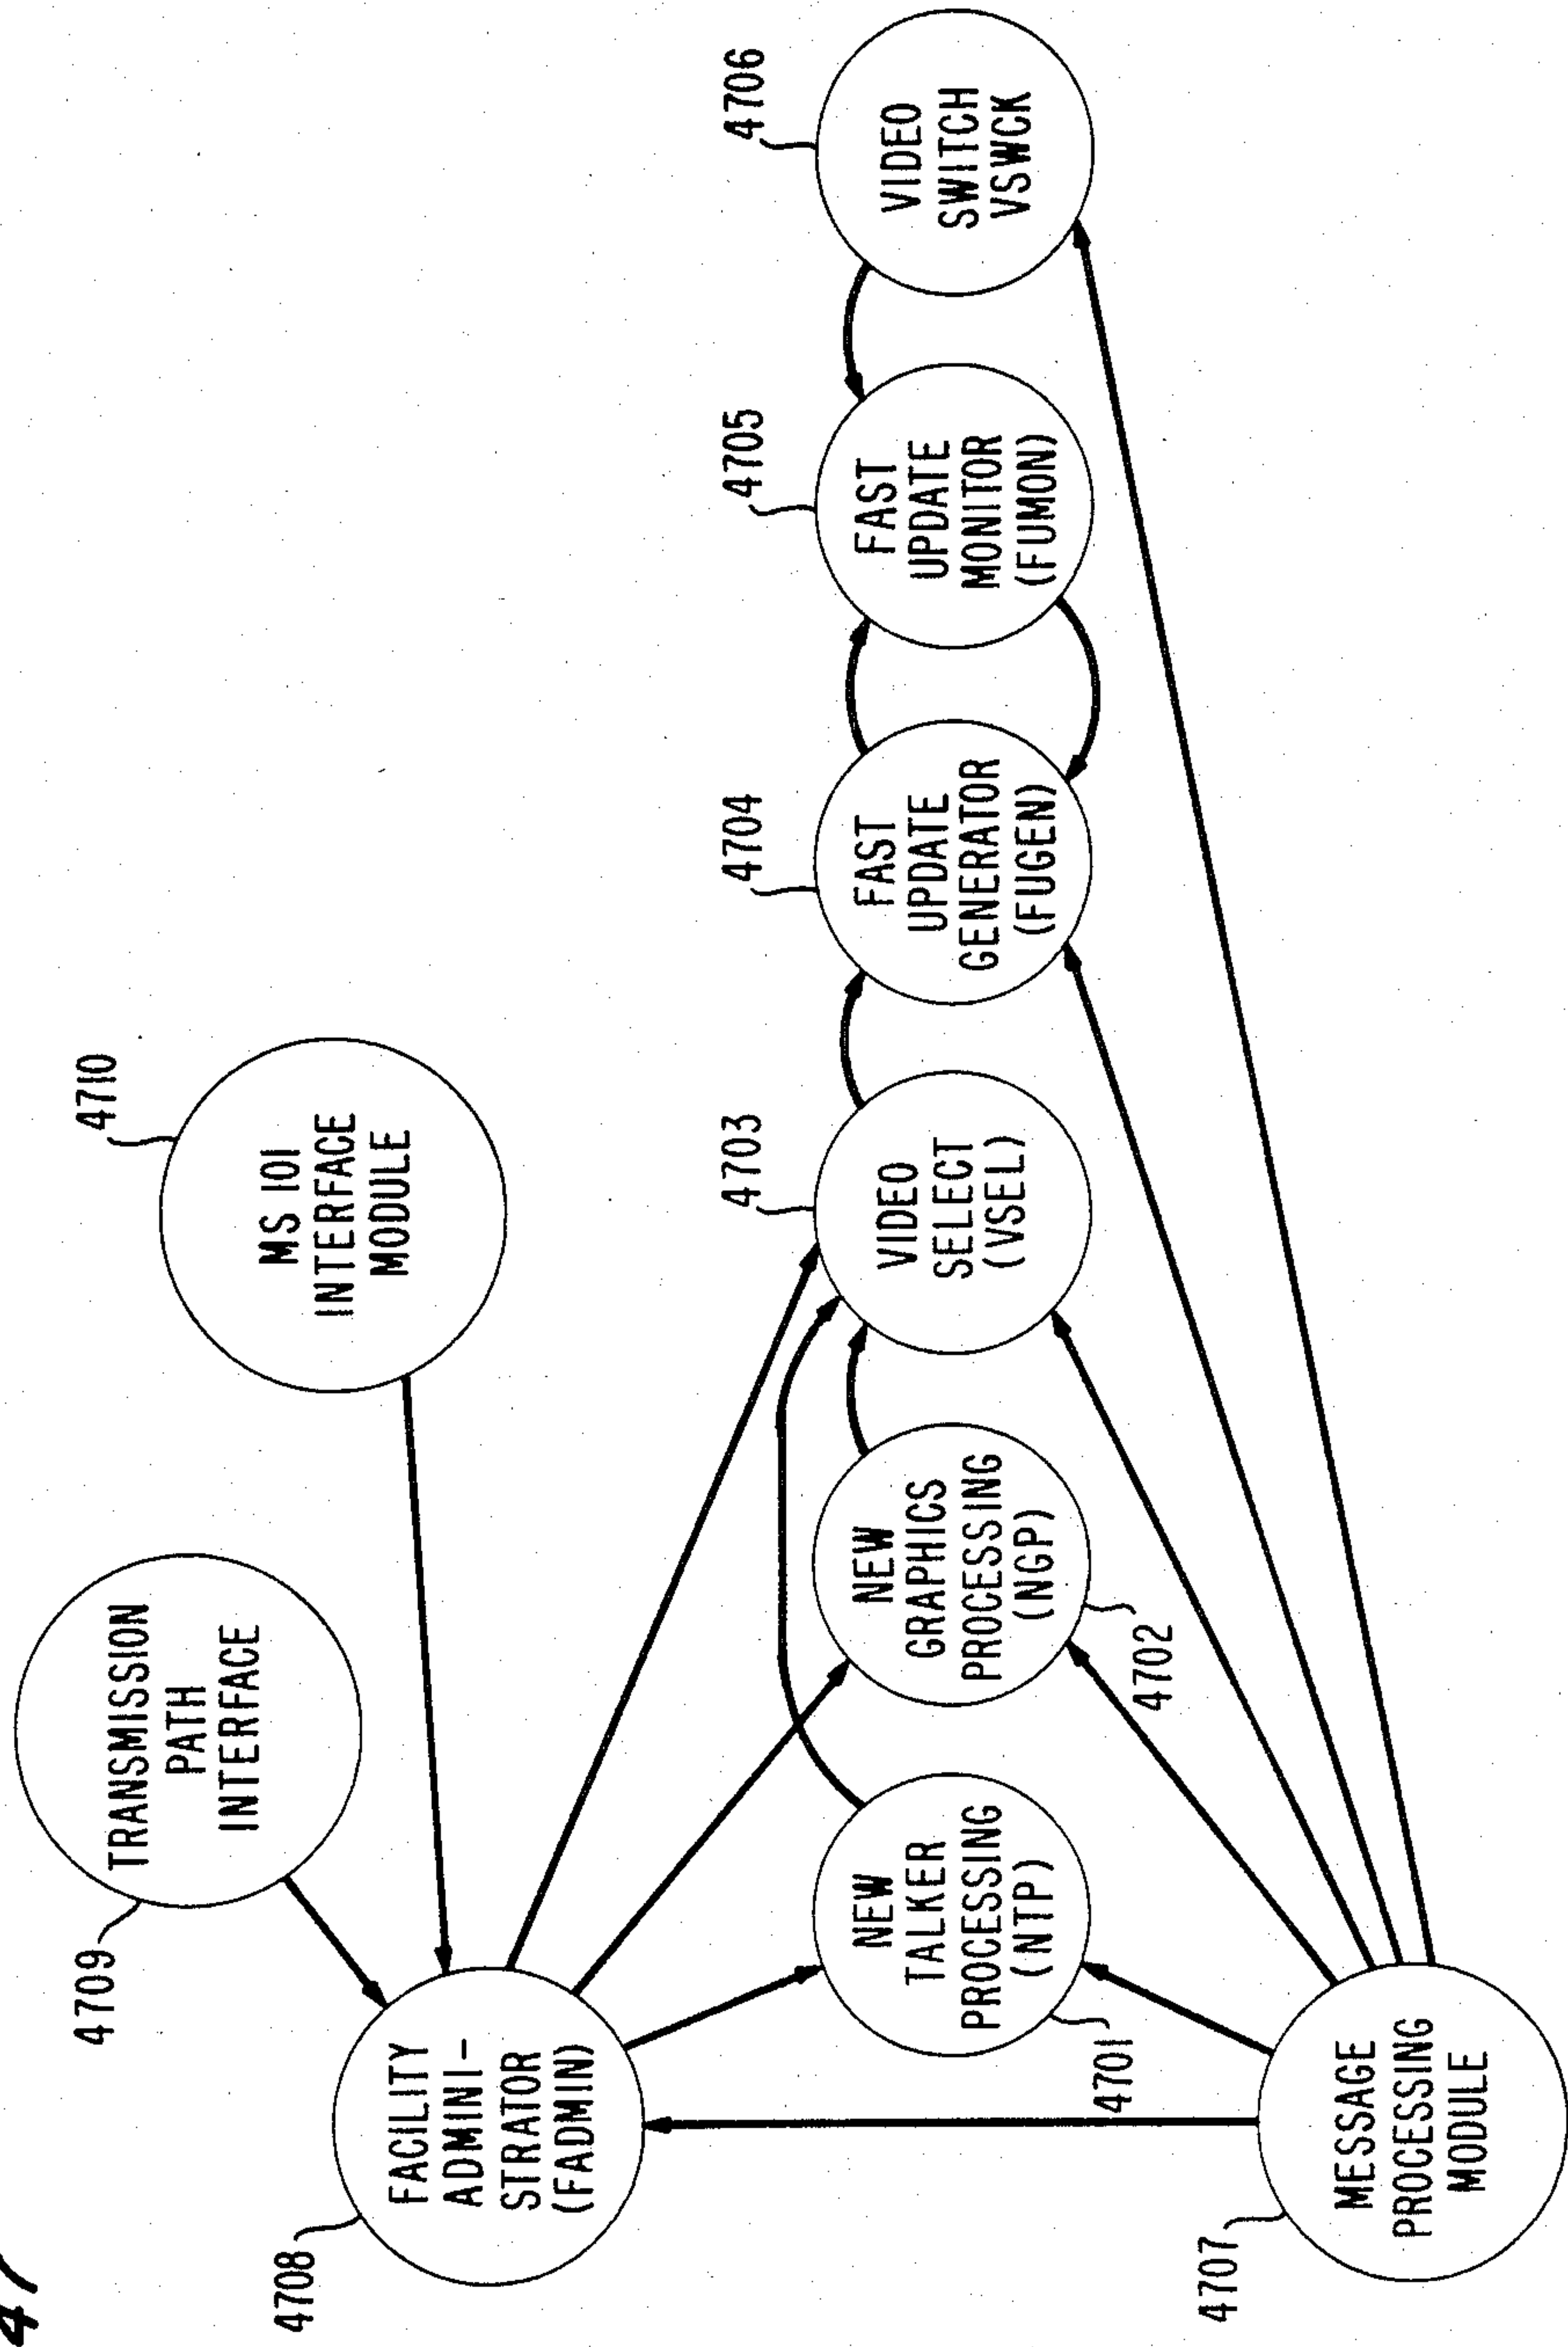 47
4709
TRANSMISSION
PATH
INTERFACE
4710
MS 101
INTERFACE
MODULE
4708
FACILITY
ADMINI-
STRATOR
(FADMIN)
4701
NEW
TALKER
PROCESSING
(NTP)
4702
NEW
GRAPHICS
PROCESSING
(NGP)
4703
VIDEO
SELECT
(VSEL)
4704
FAST
UPDATE
GENERATOR
(FUGEN)
4705
FAST
UPDATE
MONITOR
(FUMON)
4706
VIDEO
SWITCH
VSWCK
4707
MESSAGE
PROCESSING
MODULE